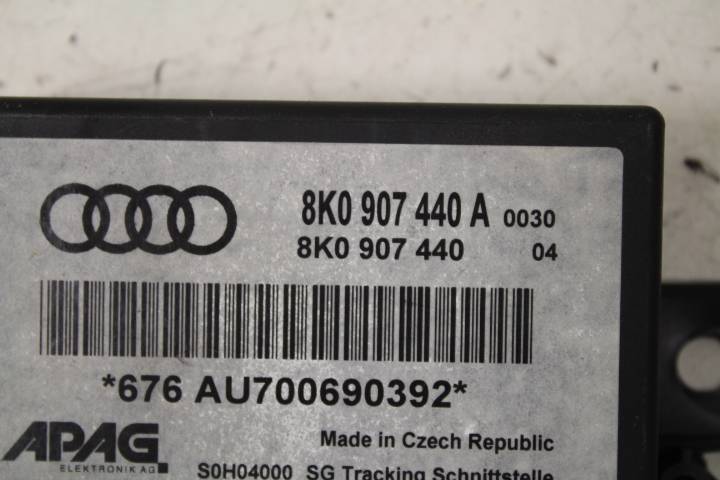 8K0 907 440 A 0030
8K0 907 440 04
*676 AU700690392*
APAG
ELEKTRONIK AG
Made in Czech Republic
S0H04000 SG Tracking Schnittstelle